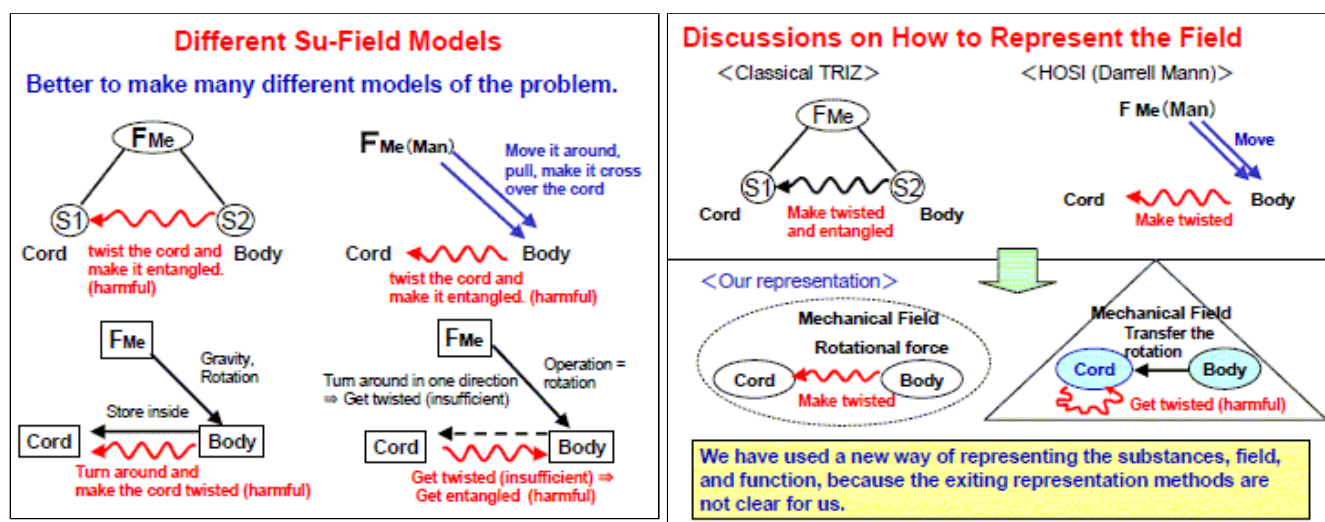 Different Su-Field Models
Better to make many different models of the problem.
FMe
S1
S2
Cord
Body
twist the cord and
make it entangled.
(harmful)
FMe(Man)
Move it around,
pull, make it cross
over the cord
Cord
Body
twist the cord and
make it entangled. (harmful)
FMe
Gravity,
Rotation
Store inside
Cord
Body
Turn around and
make the cord twisted (harmful)
FMe
Operation =
rotation
Turn around in one direction
⇒ Get twisted (insufficient)
Cord
Body
Get twisted (insufficient) ⇒
Get entangled (harmful)
Discussions on How to Represent the Field
<Classical TRIZ>
FMe
S1
S2
Cord
Body
Make twisted
and entangled
<HOSI (Darrell Mann)>
F Me(Man)
Move
Cord
Body
Make twisted
<Our representation>
Mechanical Field
Rotational force
Cord
Body
Make twisted
Mechanical Field
Transfer the
rotation
Cord
Body
Get twisted (harmful)
We have used a new way of representing the substances, field,
and function, because the exiting representation methods are
not clear for us.